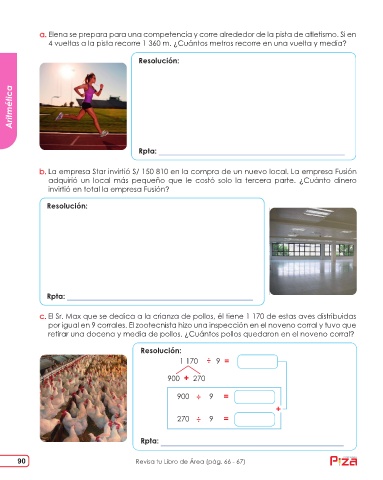 a. Elena se prepara para una competencia y corre alrededor de la pista de atletismo. Si en
4 vueltas a la pista recorre 1 360 m. ¿Cuántos metros recorre en una vuelta y media?
Resolución:
Aritmética
Rpta:
b. La empresa Star invirtió S/ 150 810 en la compra de un nuevo local. La empresa Fusión
adquirió un local más pequeño que le costó solo la tercera parte. ¿Cuánto dinero
invirtió en total la empresa Fusión?
Resolución:
Rpta:
c. El Sr. Max que se dedica a la crianza de pollos, él tiene 1 170 de estas aves distribuidas
por igual en 9 corrales. El zootecnista hizo una inspección en el noveno corral y tuvo que
retirar una docena y media de pollos. ¿Cuántos pollos quedaron en el noveno corral?
Resolución:
1 170 ÷ 9 =
900 + 270
900 ÷ 9 =
+
270 ÷ 9 =
Rpta:
90
Revisa tu Libro de Área (pág. 66 - 67)
P:zA